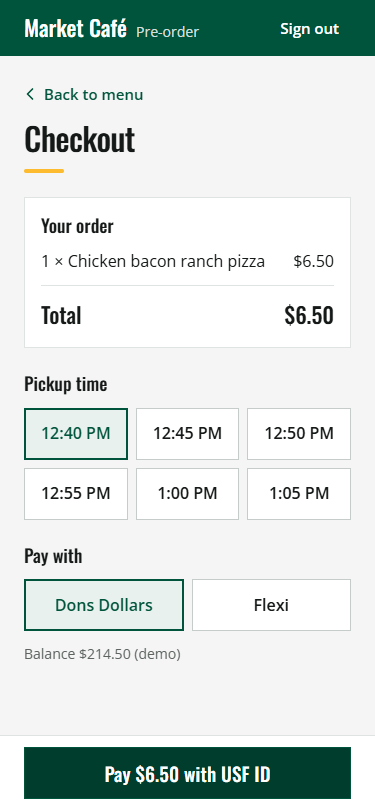 Market Café Pre-order Sign out
Back to menu
Checkout
Your order
1 × Chicken bacon ranch pizza $6.50
Total $6.50
Pickup time
12:40 PM 12:45 PM 12:50 PM
12:55 PM 1:00 PM 1:05 PM
Pay with
Dons Dollars Flexi
Balance $214.50 (demo)
Pay $6.50 with USF ID